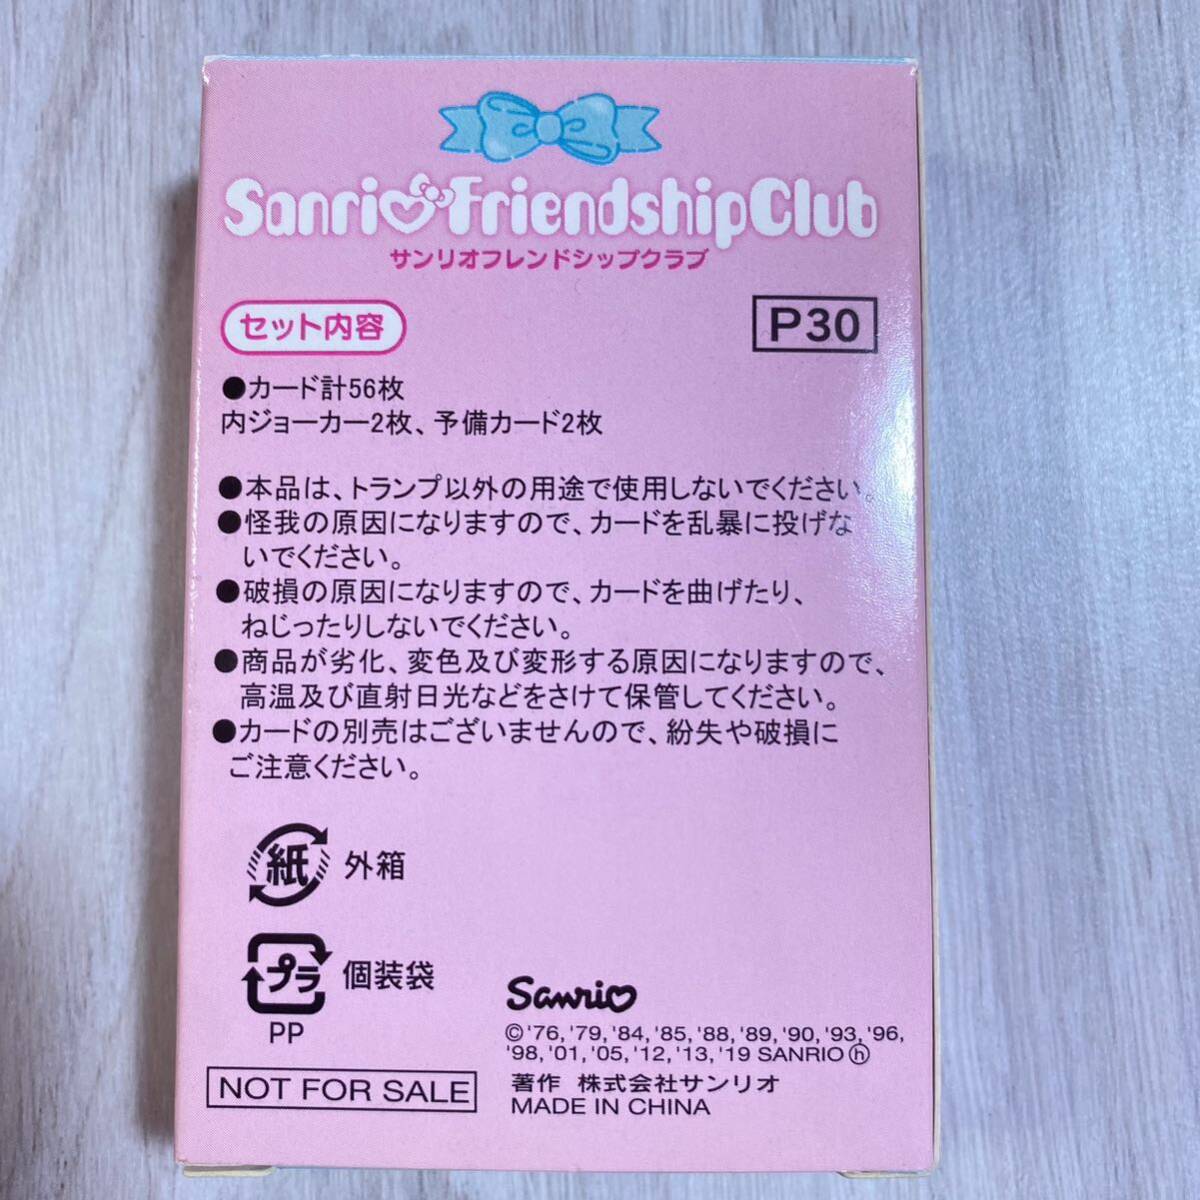 Sanrio Friendship Club
サンリオフレンドシップクラブ
セット内容
P30
●カード計56枚
内ジョーカー2枚、予備カード2枚
●本品は、トランプ以外の用途で使用しないでください。
●怪我の原因になりますので、カードを乱暴に投げな
いでください。
●破損の原因になりますので、カードを曲げたり、
ねじったりしないでください。
●商品が劣化、変色及び変形する原因になりますので、
高温及び直射日光などをさけて保管してください。
●カードの別売はございませんので、紛失や破損に
ご注意ください。
紙 外箱
プラ 個装袋
PP
NOT FOR SALE
Sanrio
©'76,'79,'84,'85,'88,'89,'90,'93,'96,
'98,'01,'05,'12,'13,'19 SANRIO ⓗ
著作 株式会社サンリオ
MADE IN CHINA